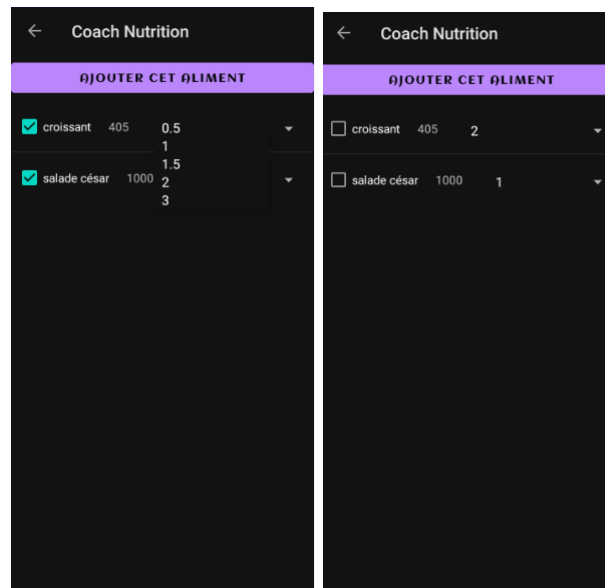 Coach Nutrition
AJOUTER CET ALIMENT
croissant 405 0.5
1
1.5
salade césar 1000 2
3
Coach Nutrition
AJOUTER CET ALIMENT
croissant 405 2
salade césar 1000 1